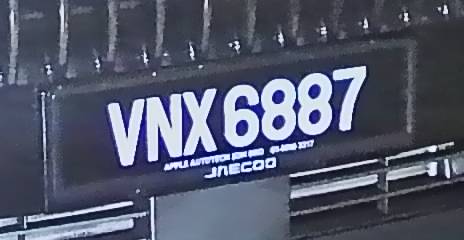 VNX 6887
APPLE AUTOTECH SDN BHD
JAECOO